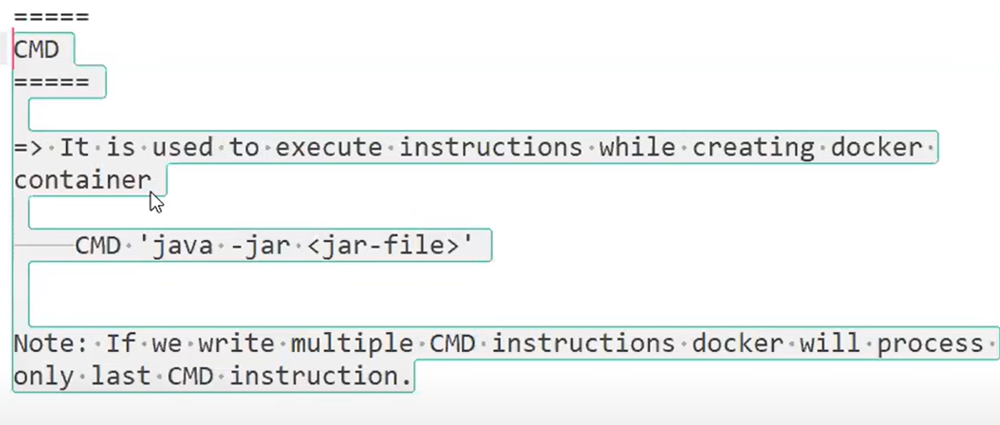 =====
CMD
=====
=> It is used to execute instructions while creating docker
container
CMD 'java -jar <jar-file>'
Note: If we write multiple CMD instructions docker will process
only last CMD instruction.